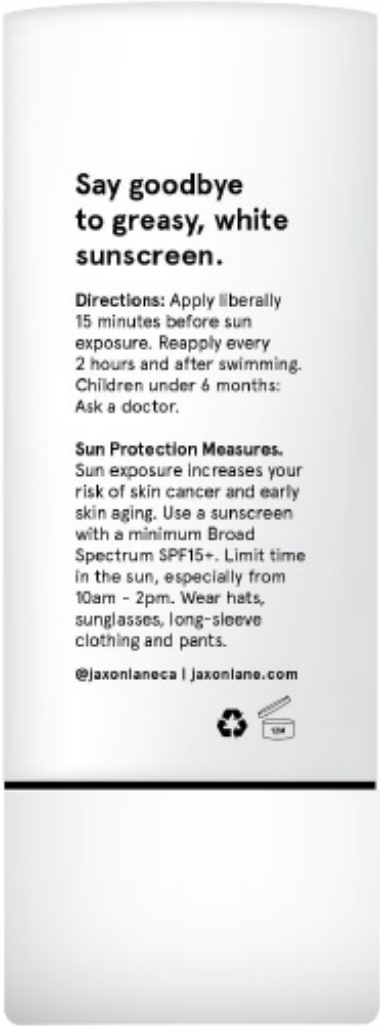 Say goodbye
to greasy, white
sunscreen.
Directions: Apply liberally
15 minutes before sun
exposure. Reapply every
2 hours and after swimming.
Children under 6 months:
Ask a doctor.
Sun Protection Measures.
Sun exposure increases your
risk of skin cancer and early
skin aging. Use a sunscreen
with a minimum Broad
Spectrum SPF15+. Limit time
in the sun, especially from
10am - 2pm. Wear hats,
sunglasses, long-sleeve
clothing and pants.
@jaxonlaneca | jaxonlane.com
12M